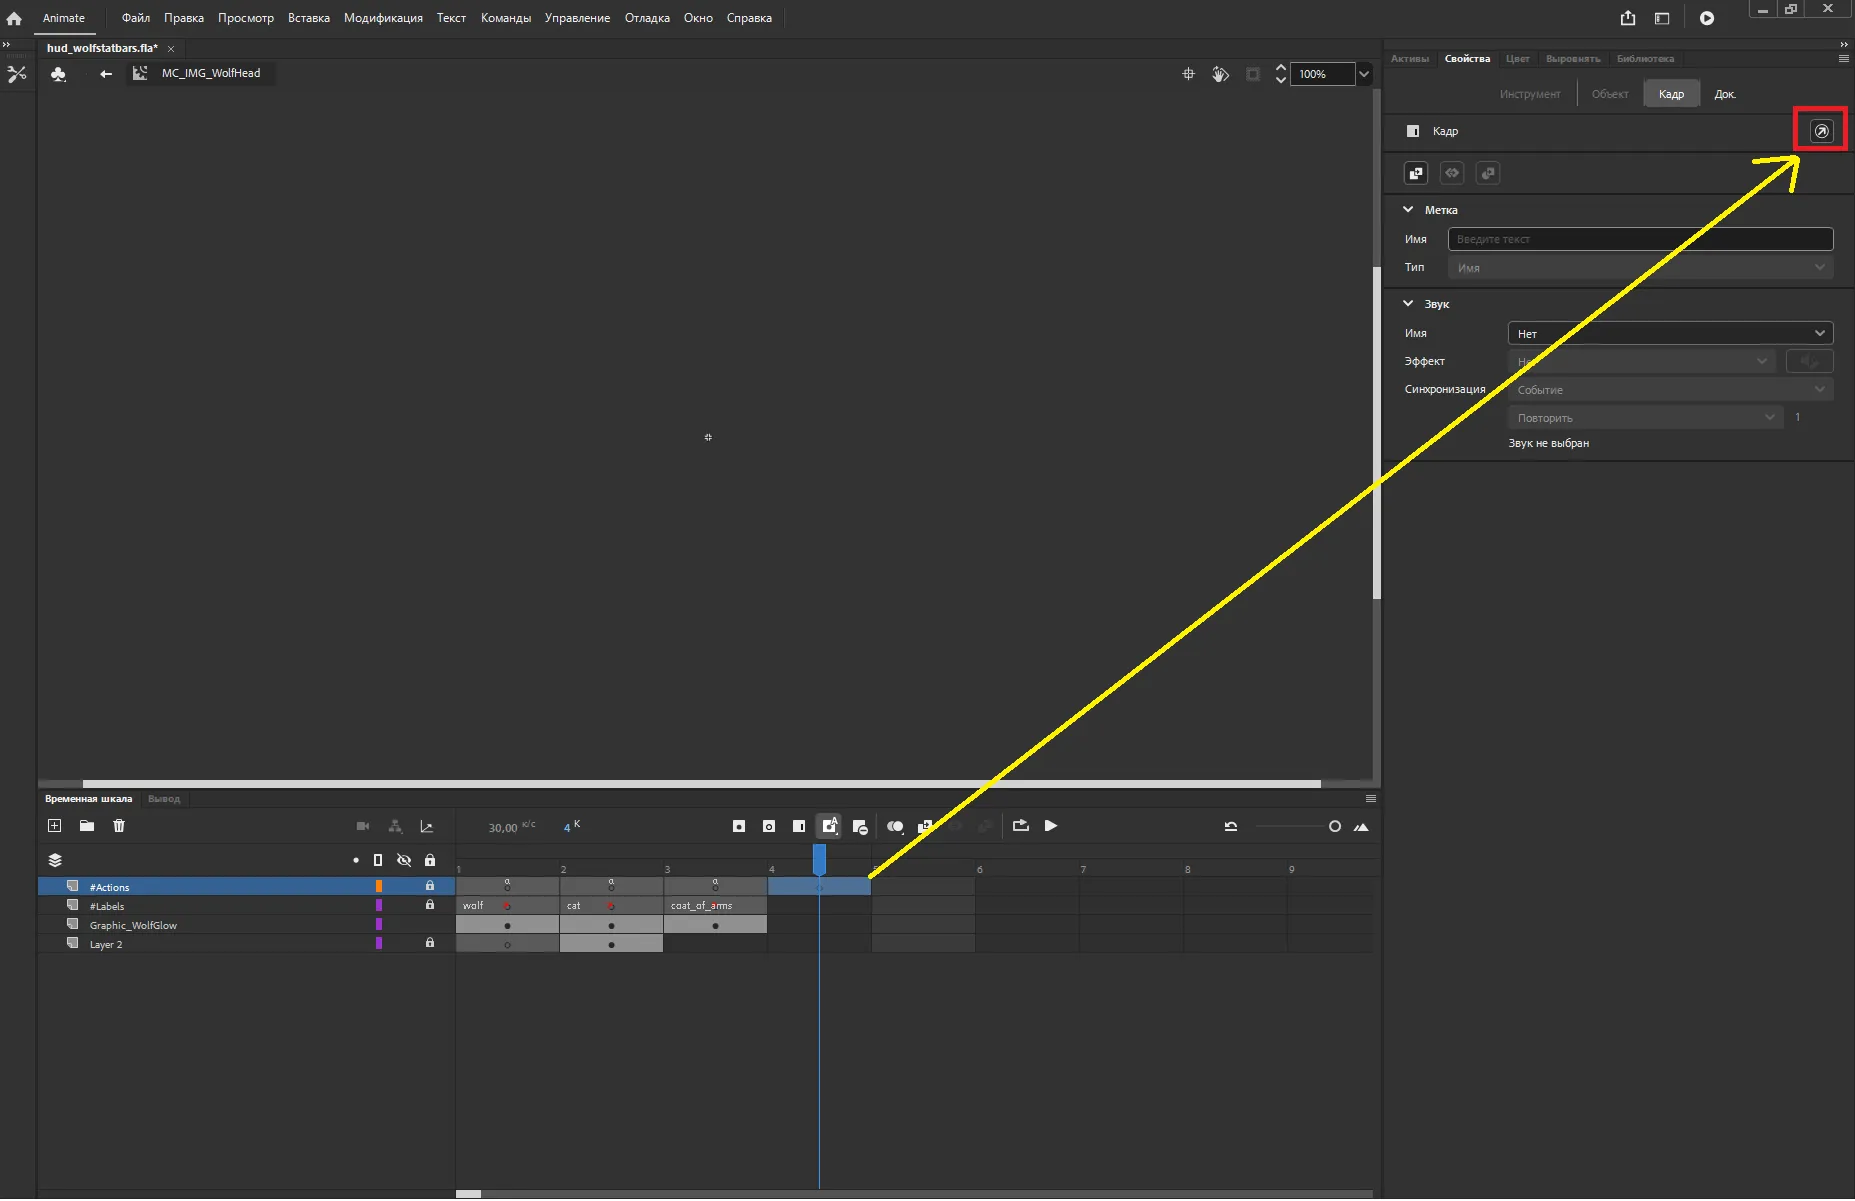 Animate Файл Правка Просмотр Вставка Модификация Текст Команды Управление Отладка Окно Справка
hud_wolfstatbars.fla*
MC_IMG_WolfHead 100%
Активы Свойства Цвет Выровнять Библиотека
Инструмент Объект Кадр Док.
Кадр
Метка
Имя Введите текст
Тип Имя
Звук
Имя Нет
Эффект
Синхронизация Событие
Повторить 1
Звук не выбран
Временная шкала Вывод
30,00 К/с 4 К
1 2 3 4 5 6 7 8 9
#Actions
#Labels wolf cat coat_of_arms
Graphic_WolfGlow
Layer 2